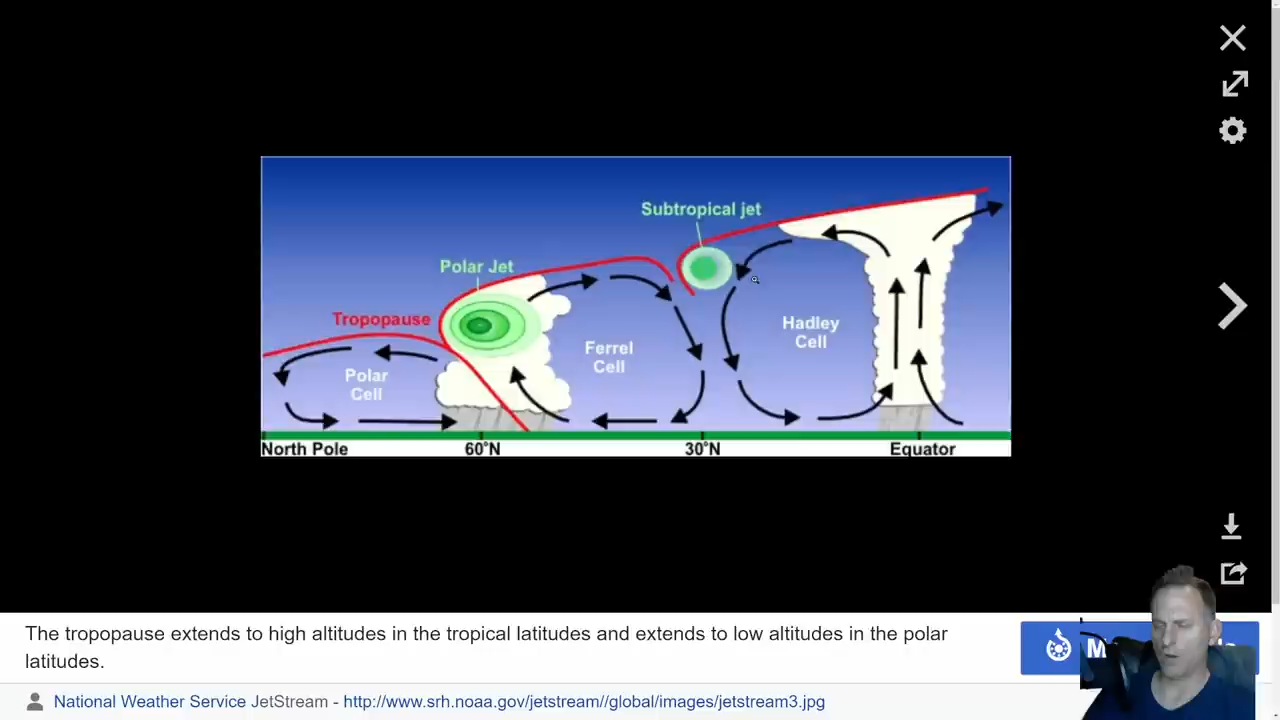 Subtropical jet
Polar Jet
Tropopause
Hadley
Cell
Ferrel
Cell
Polar
Cell
North Pole 60°N 30°N Equator
The tropopause extends to high altitudes in the tropical latitudes and extends to low altitudes in the polar
latitudes.
National Weather Service JetStream - http://www.srh.noaa.gov/jetstream//global/images/jetstream3.jpg